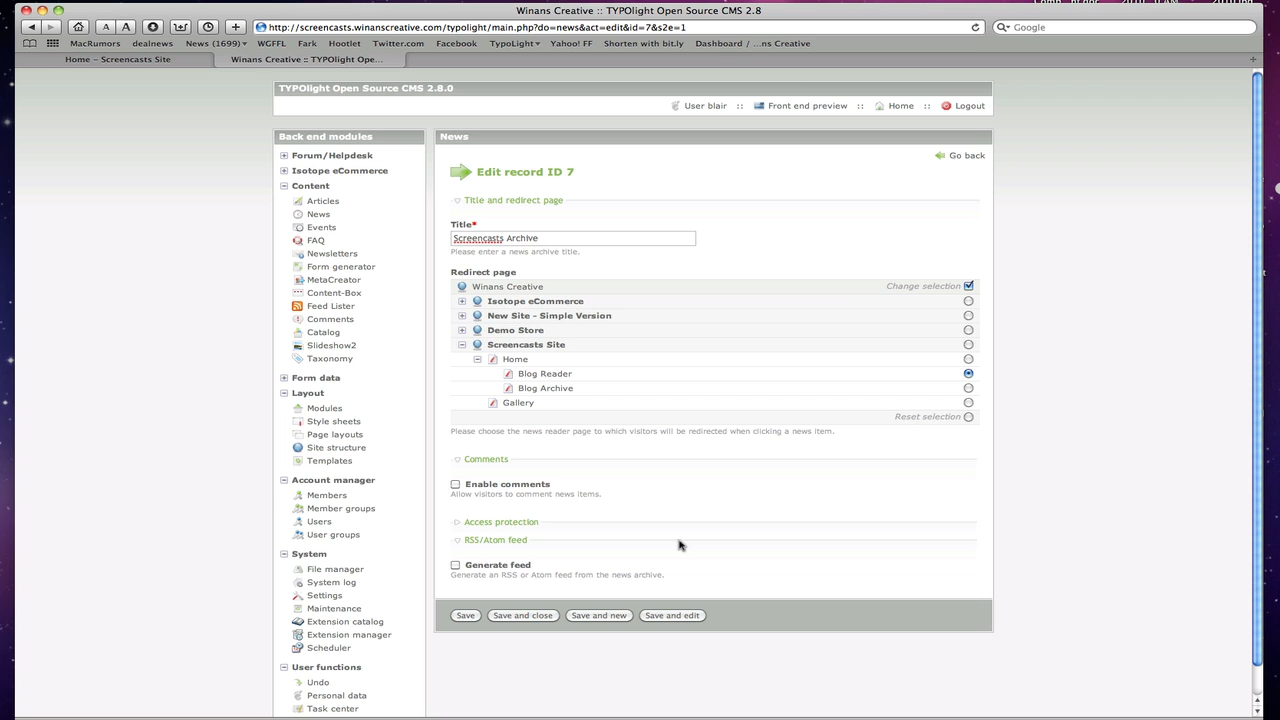 Winans Creative :: TYPOlight Open Source CMS 2.8
A A http://screencasts.winanscreative.com/typolight/main.php?do=news&act=edit&id=7&s2e=1 Google
MacRumors dealnews News (1699) WGFFL Fark Hootlet Twitter.com Facebook TypoLight Yahoo! FF Shorten with bit.ly Dashboard / ...ns Creative
Home – Screencasts Site Winans Creative :: TYPOlight Ope...
TYPOlight Open Source CMS 2.8.0
User blair :: Front end preview :: Home :: Logout
Back end modules
Forum/Helpdesk
Isotope eCommerce
Content
Articles
News
Events
FAQ
Newsletters
Form generator
MetaCreator
Content-Box
Feed Lister
Comments
Catalog
Slideshow2
Taxonomy
Form data
Layout
Modules
Style sheets
Page layouts
Site structure
Templates
Account manager
Members
Member groups
Users
User groups
System
File manager
System log
Settings
Maintenance
Extension catalog
Extension manager
Scheduler
User functions
Undo
Personal data
Task center
News
Go back
Edit record ID 7
Title and redirect page
Title*
Screencasts Archive
Please enter a news archive title.
Redirect page
Winans Creative Change selection
Isotope eCommerce
New Site - Simple Version
Demo Store
Screencasts Site
Home
Blog Reader
Blog Archive
Gallery
Reset selection
Please choose the news reader page to which visitors will be redirected when clicking a news item.
Comments
Enable comments
Allow visitors to comment news items.
Access protection
RSS/Atom feed
Generate feed
Generate an RSS or Atom feed from the news archive.
Save Save and close Save and new Save and edit